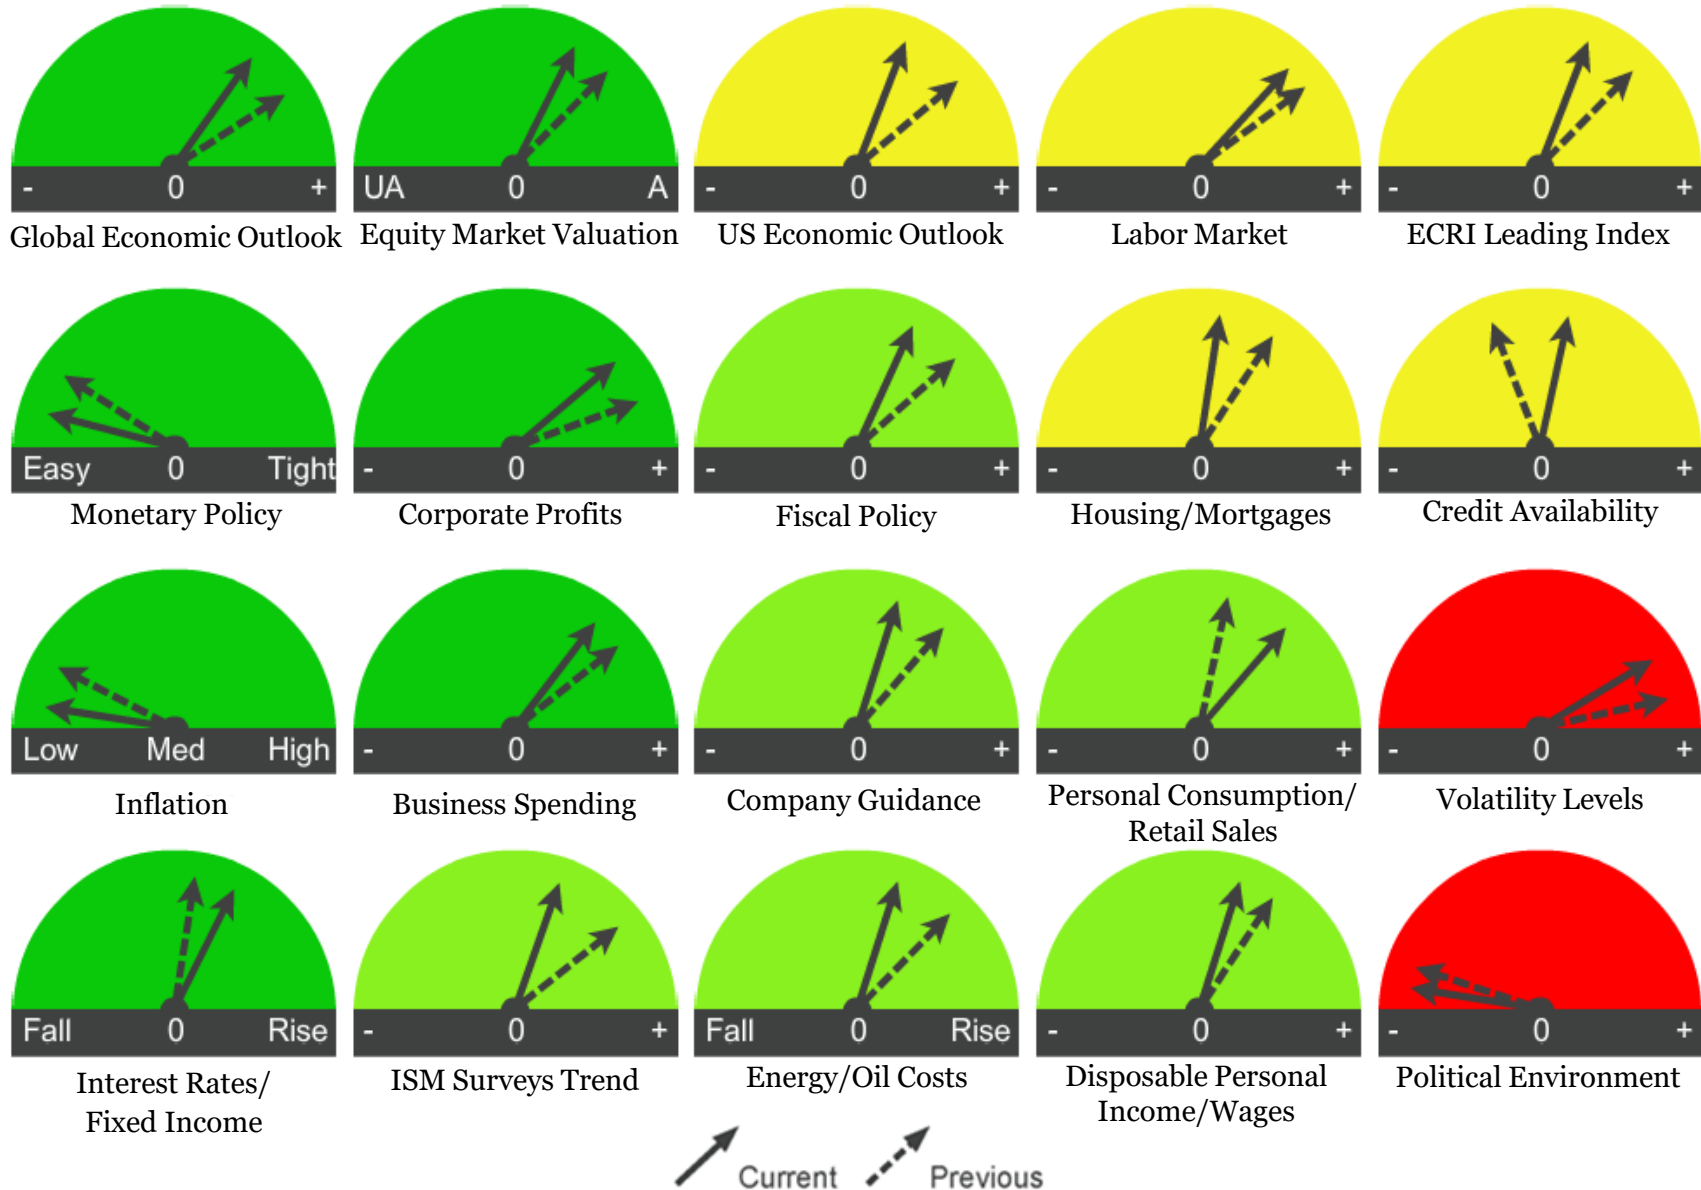 - 0 +
Global Economic Outlook
UA 0 A
Equity Market Valuation
- 0 +
US Economic Outlook
- 0 +
Labor Market
- 0 +
ECRI Leading Index
Easy 0 Tight
Monetary Policy
- 0 +
Corporate Profits
- 0 +
Fiscal Policy
- 0 +
Housing/Mortgages
- 0 +
Credit Availability
Low Med High
Inflation
- 0 +
Business Spending
- 0 +
Company Guidance
- 0 +
Personal Consumption/
Retail Sales
- 0 +
Volatility Levels
Fall 0 Rise
Interest Rates/
Fixed Income
- 0 +
ISM Surveys Trend
Fall 0 Rise
Energy/Oil Costs
- 0 +
Disposable Personal
Income/Wages
- 0 +
Political Environment
Current
Previous